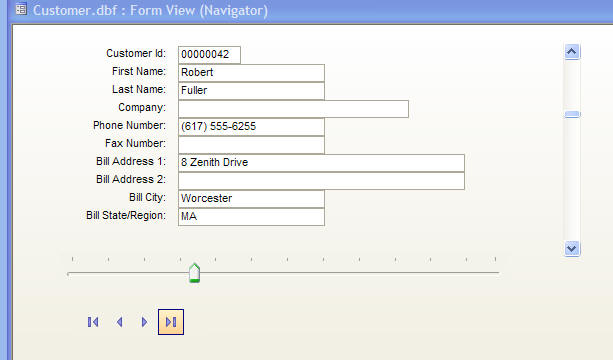 Customer.dbf : Form View (Navigator)
Customer Id: 00000042
First Name: Robert
Last Name: Fuller
Company:
Phone Number: (617) 555-6255
Fax Number:
Bill Address 1: 8 Zenith Drive
Bill Address 2:
Bill City: Worcester
Bill State/Region: MA